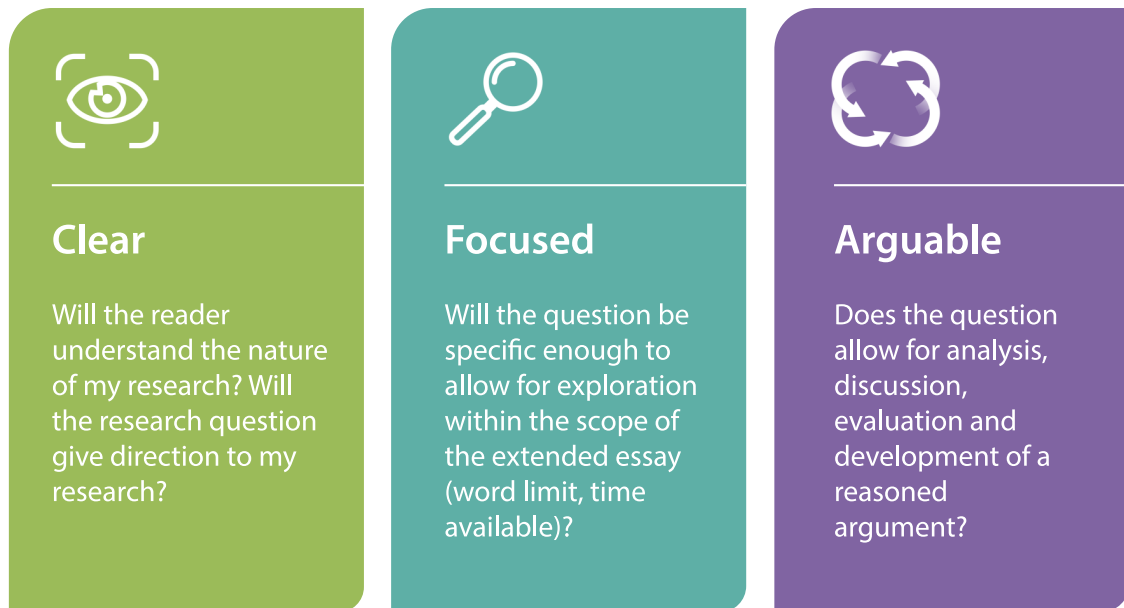 Clear
Will the reader
understand the nature
of my research? Will
the research question
give direction to my
research?
Focused
Will the question be
specific enough to
allow for exploration
within the scope of
the extended essay
(word limit, time
available)?
Arguable
Does the question
allow for analysis,
discussion,
evaluation and
development of a
reasoned
argument?